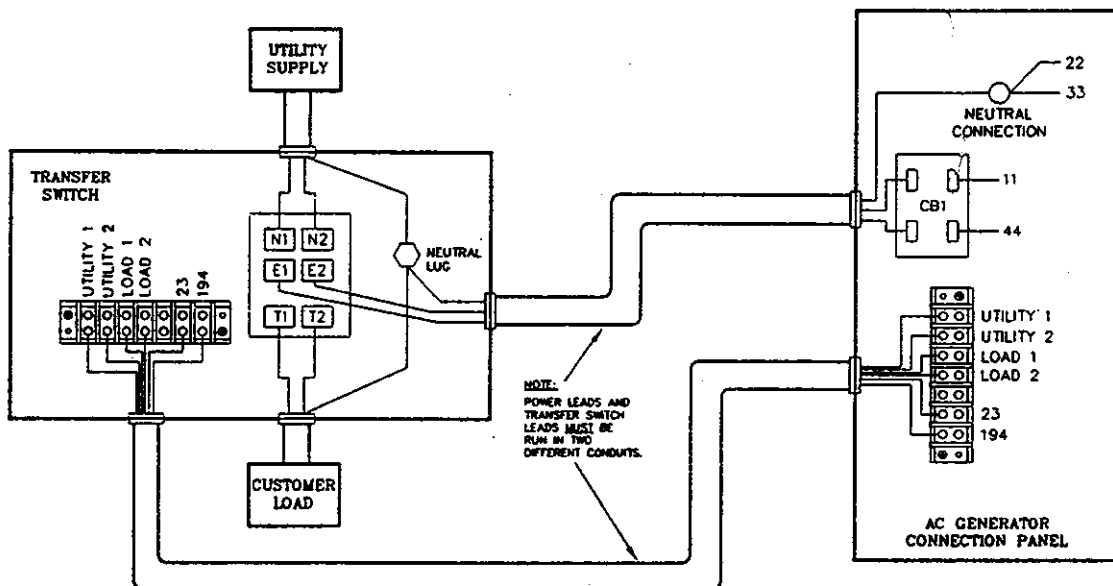 UTILITY
SUPPLY
TRANSFER
SWITCH
UTILITY 1
UTILITY 2
LOAD 1
LOAD 2
23
194
N1
N2
E1
E2
T1
T2
NEUTRAL
LUG
CUSTOMER
LOAD
NOTE:
POWER LEADS AND
TRANSFER SWITCH
LEADS MUST BE
RUN IN TWO
DIFFERENT CONDUITS.
22
33
NEUTRAL
CONNECTION
11
CB1
44
UTILITY 1
UTILITY 2
LOAD 1
LOAD 2
23
194
AC GENERATOR
CONNECTION PANEL